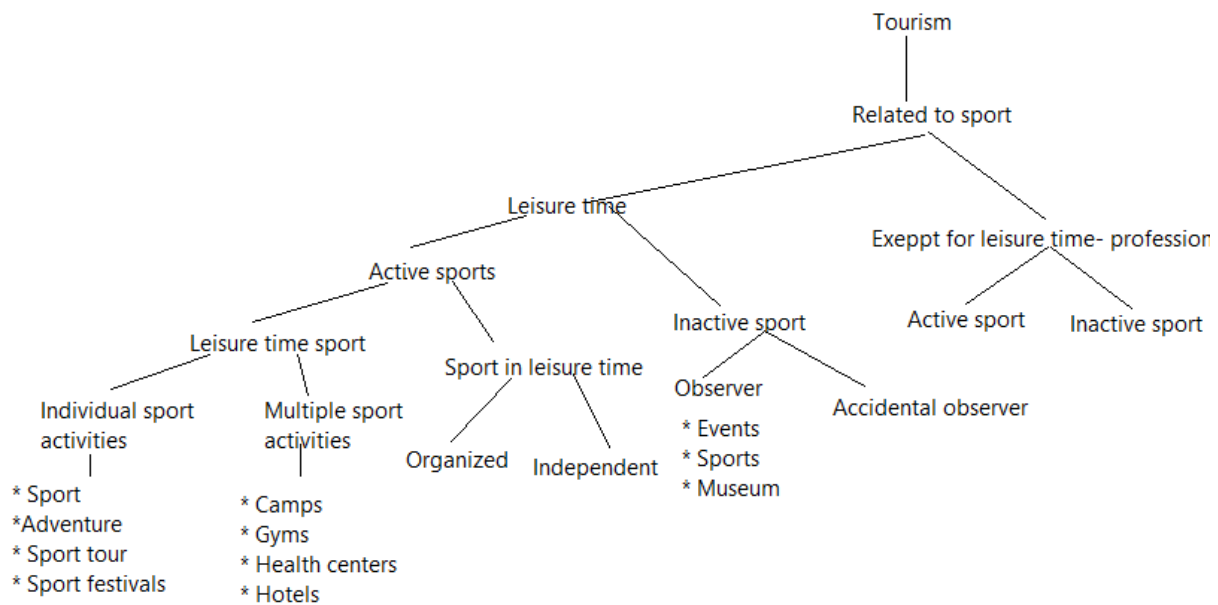 Tourism
Related to sport
Leisure time
Exeppt for leisure time- profession
Active sports
Inactive sport
Active sport
Inactive sport
Leisure time sport
Sport in leisure time
Observer
Accidental observer
Individual sport
activities
Multiple sport
activities
Organized
Independent
* Events
* Sports
* Museum
* Sport
*Adventure
* Sport tour
* Sport festivals
* Camps
* Gyms
* Health centers
* Hotels